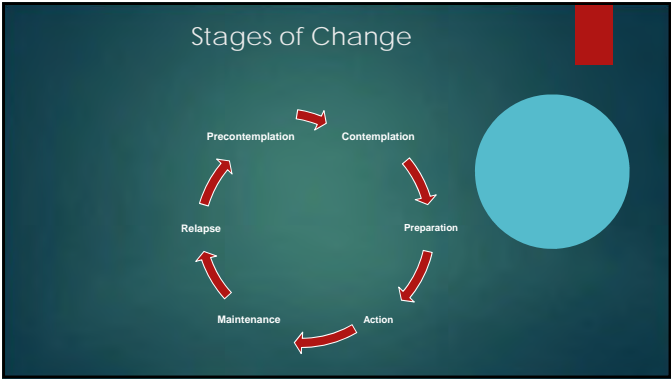 Stages of Change
Precontemplation
Contemplation
Preparation
Action
Maintenance
Relapse